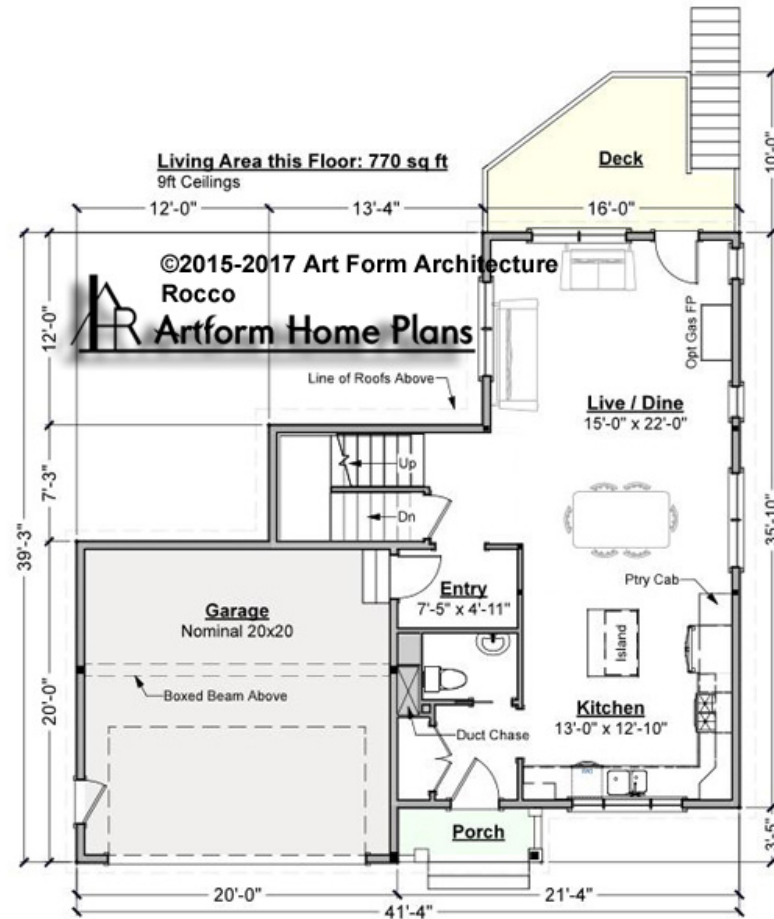 Living Area this Floor: 770 sq ft
9ft Ceilings
Deck
10'-0"
12'-0"
13'-4"
16'-0"
©2015-2017 Art Form Architecture
Rocco
AR Artform Home Plans
12'-0"
Opt Gas FP
Line of Roofs Above
Live / Dine
15'-0" x 22'-0"
Up
7'-3"
Dn
39'-3"
35'-10"
Ptry Cab
Entry
7'-5" x 4'-11"
Garage
Nominal 20x20
Island
Boxed Beam Above
20'-0"
Kitchen
13'-0" x 12'-10"
Duct Chase
Porch
3'-5"
20'-0"
21'-4"
41'-4"